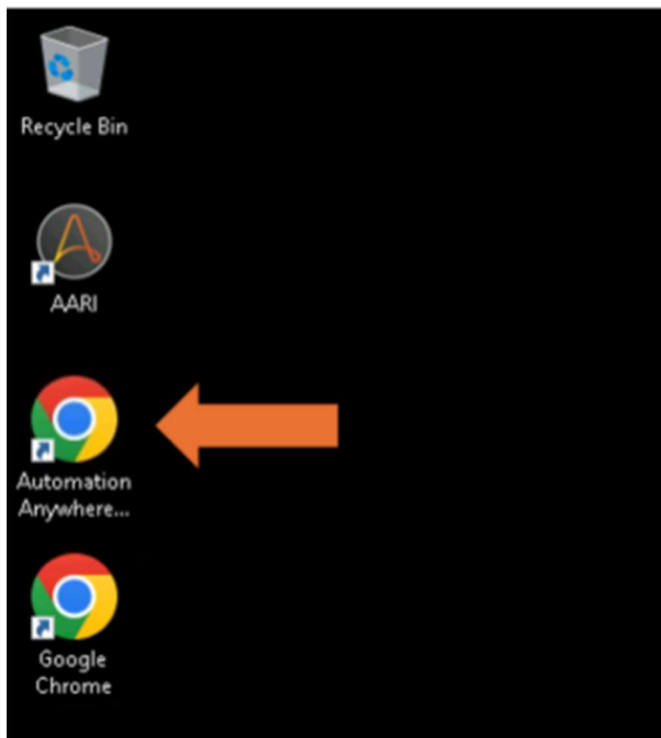 Recycle Bin
AARI
Automation
Anywhere...
Google
Chrome